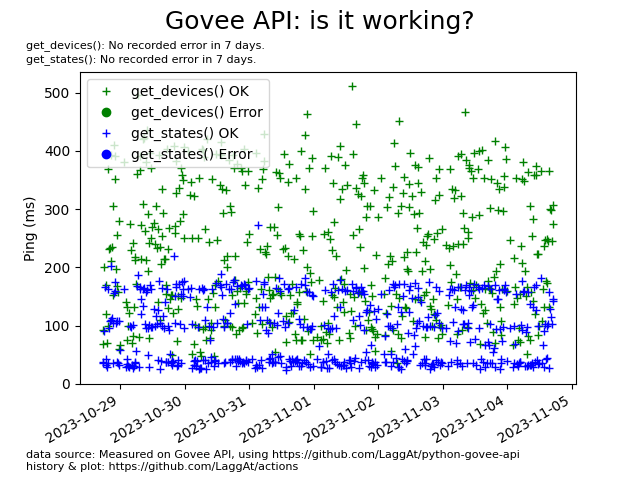 Govee API: is it working?
get_devices(): No recorded error in 7 days.
get_states(): No recorded error in 7 days.
get_devices() OK
get_devices() Error
get_states() OK
get_states() Error
Ping (ms)
500
400
300
200
100
0
2023-10-29
2023-10-30
2023-10-31
2023-11-01
2023-11-02
2023-11-03
2023-11-04
2023-11-05
data source: Measured on Govee API, using https://github.com/LaggAt/python-govee-api
history & plot: https://github.com/LaggAt/actions